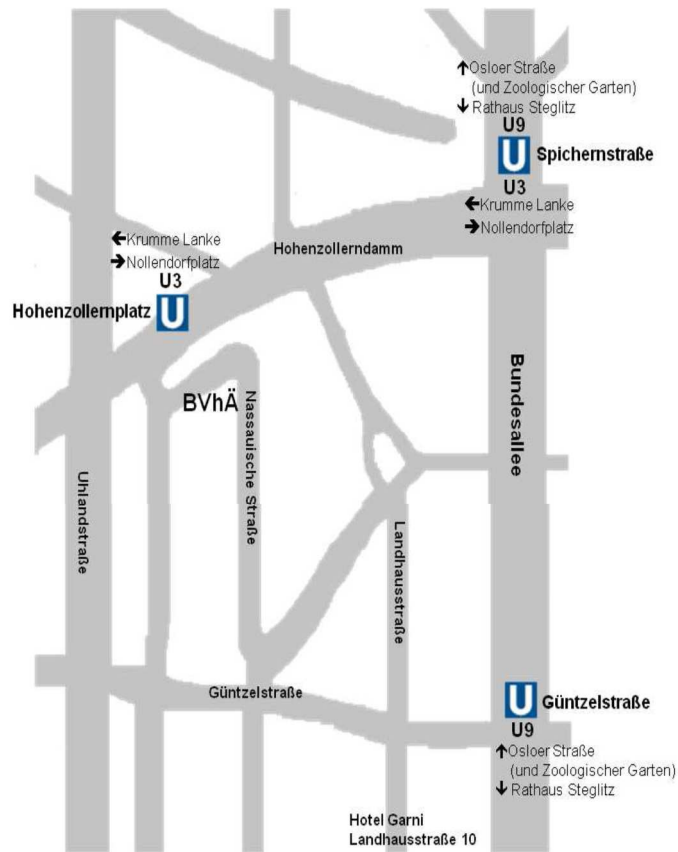 ↑Osloer Straße
(und Zoologischer Garten)
↓ Rathaus Steglitz
U9
U Spichernstraße
U3
←Krumme Lanke
→Nollendorfplatz
←Krumme Lanke
→Nollendorfplatz
U3
Hohenzollernplatz U
Hohenzollerndamm
BVhÄ
Nassauische Straße
Bundesallee
Uhlandstraße
Landhausstraße
Güntzelstraße
U Güntzelstraße
U9
↑Osloer Straße
(und Zoologischer Garten)
↓ Rathaus Steglitz
Hotel Garni
Landhausstraße 10